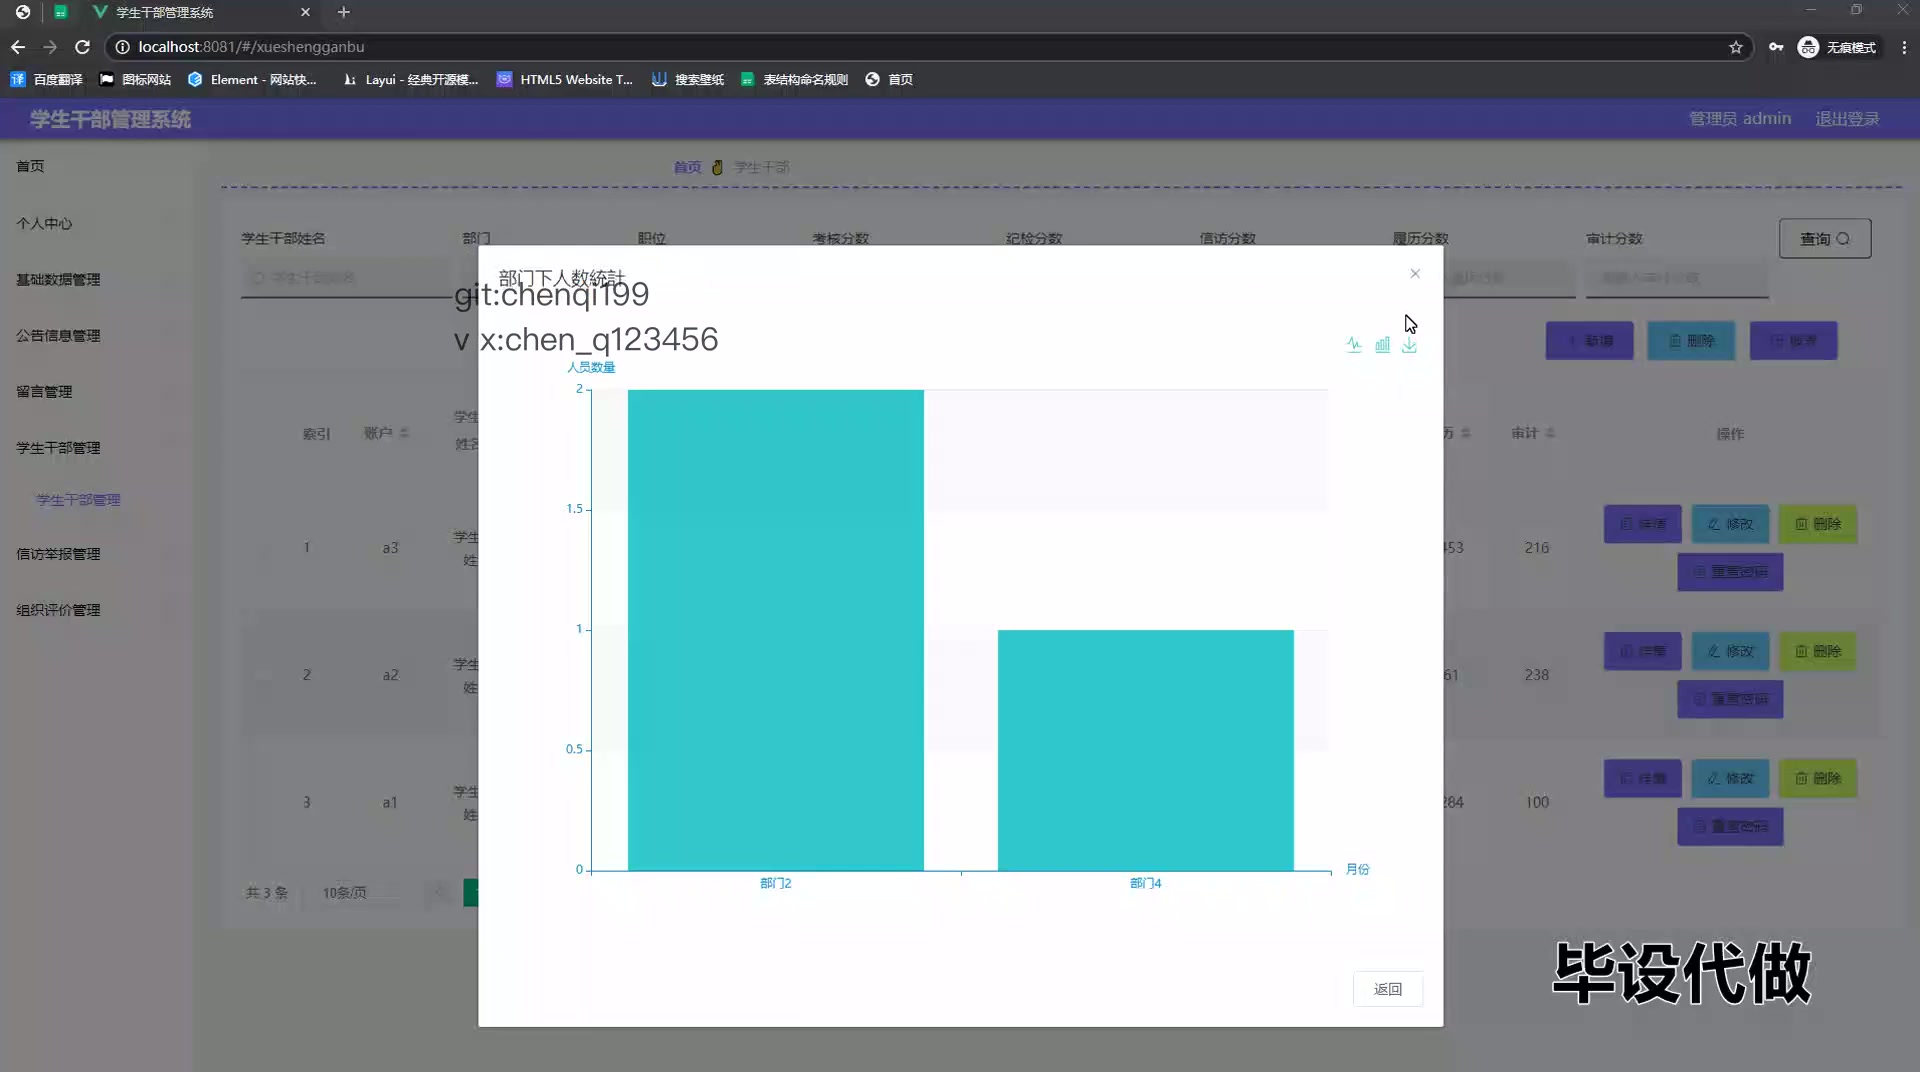 学生干部管理系统
localhost:8081/#/xueshengganbu
无痕模式
百度翻译
图标网站
Element - 网站快...
Layui - 经典开源模...
HTML5 Website T...
搜索壁纸
表结构命名规则
首页
学生干部管理系统
管理员 admin
退出登录
首页
个人中心
基础数据管理
公告信息管理
留言管理
学生干部管理
学生干部管理
信访举报管理
组织评价管理
首页 学生干部
学生干部姓名
部门
职位
考核分数
纪检分数
信访分数
履历分数
审计分数
查询
学生干部姓名
新增
删除
报表
部门下人数统计
git:chenqi199
v x:chen_q123456
人员数量
2
1.5
1
0.5
0
部门2
部门4
月份
返回
索引
账户
学生
姓名
历
审计
操作
1
a3
学生
姓
453
216
详情
修改
删除
重置密码
2
a2
学生
姓
61
238
详情
修改
删除
重置密码
3
a1
学生
姓
284
100
详情
修改
删除
重置密码
共 3 条
10条/页
毕设代做